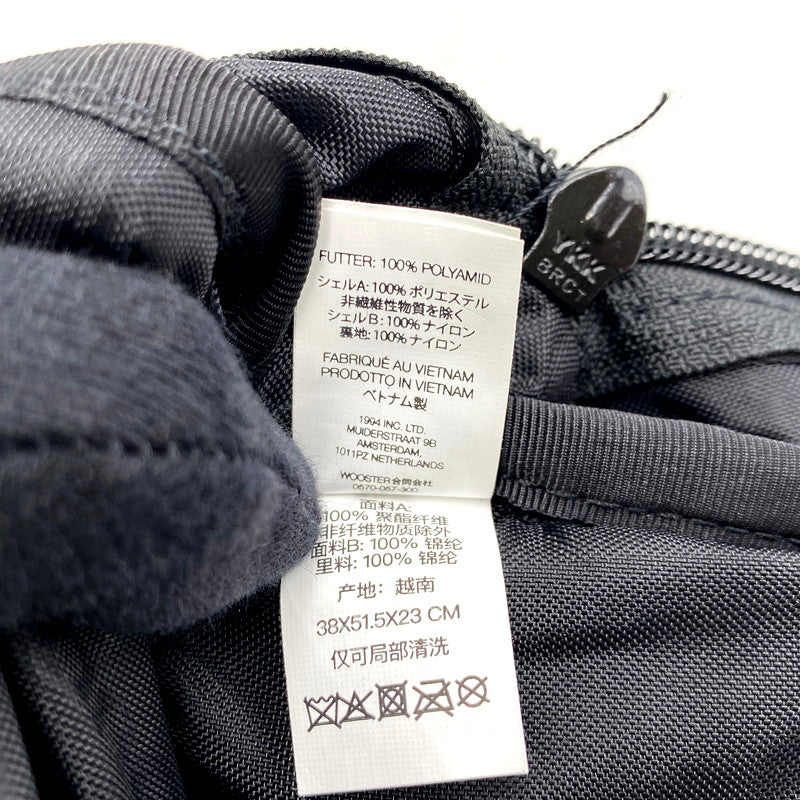 FUTTER: 100% POLYAMID
シェルA: 100% ポリエステル
非繊維性物質を除く
シェルB: 100% ナイロン
裏地: 100% ナイロン
FABRIQUÉ AU VIETNAM
PRODOTTO IN VIETNAM
ベトナム製
1994 INC. LTD.
MUIDERSTRAAT 9B
AMSTERDAM,
1011PZ NETHERLANDS
WOOSTER合同会社
0570-057-300
面料A:
100% 聚酯纤维
非纤维物质除外
面料B: 100% 锦纶
里料: 100% 锦纶
产地: 越南
38X51.5X23 CM
仅可局部清洗
YKK
8RCT